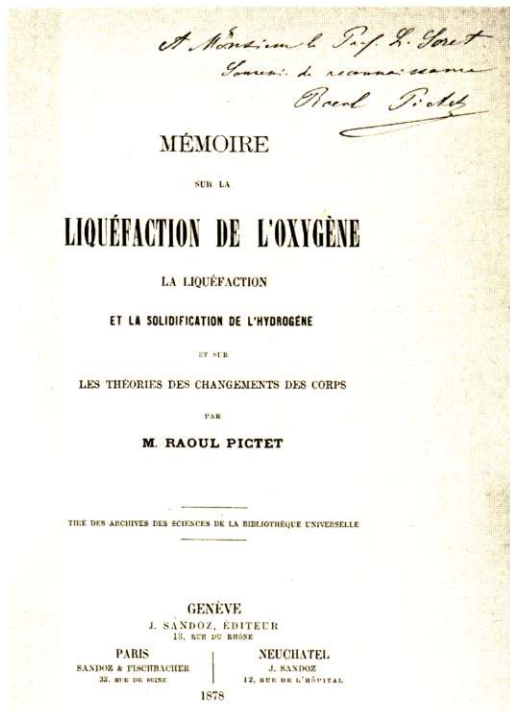 A Monsieur le Prof. L. Soret
Souvenir de reconnaissance
Raoul Pictet
MÉMOIRE
SUR LA
LIQUÉFACTION DE L'OXYGÈNE
LA LIQUÉFACTION
ET LA SOLIDIFICATION DE L'HYDROGÈNE
ET SUR
LES THÉORIES DES CHANGEMENTS DES CORPS
PAR
M. RAOUL PICTET
TIRÉ DES ARCHIVES DES SCIENCES DE LA BIBLIOTHÈQUE UNIVERSELLE
GENÈVE
J. SANDOZ, ÉDITEUR
13, RUE DU RHÔNE
PARIS
SANDOZ & FISCHBACHER
33, RUE DE SEINE
NEUCHATEL
J. SANDOZ
12, RUE DE L'HÔPITAL
1878